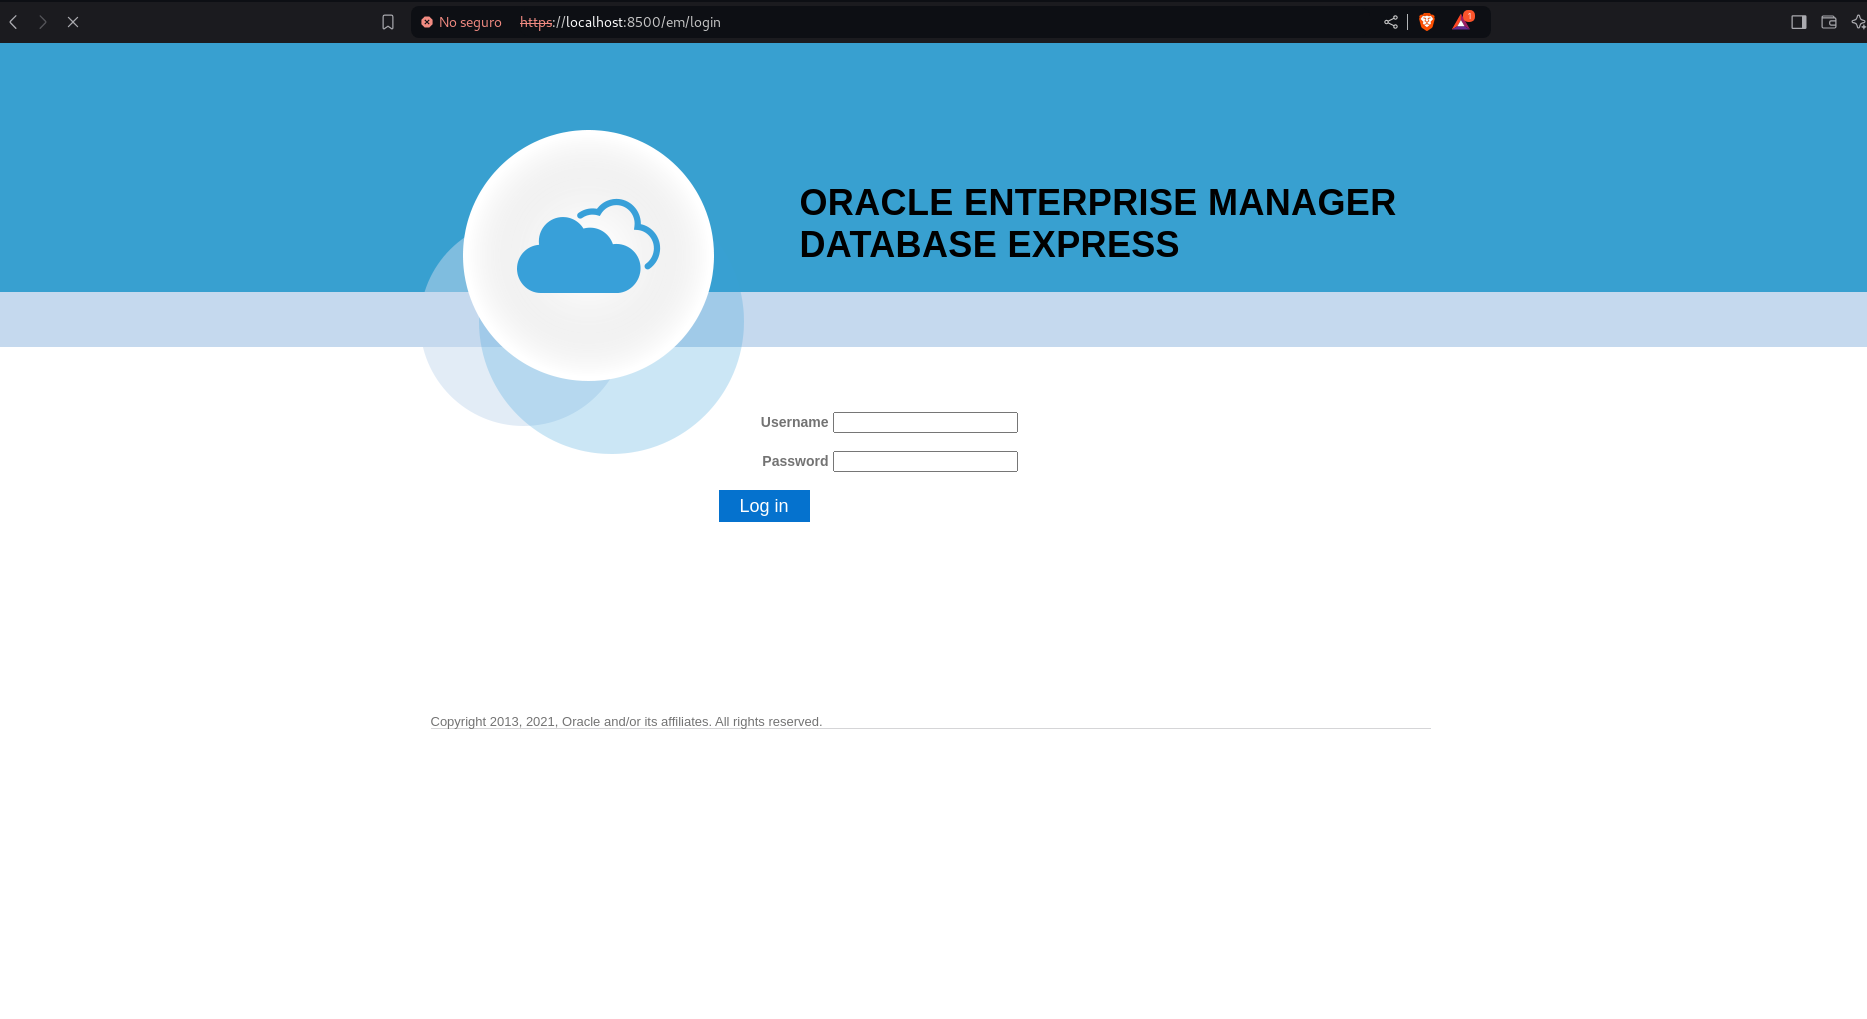 No seguro https://localhost:8500/em/login 1
ORACLE ENTERPRISE MANAGER
DATABASE EXPRESS
Username
Password
Log in
Copyright 2013, 2021, Oracle and/or its affiliates. All rights reserved.